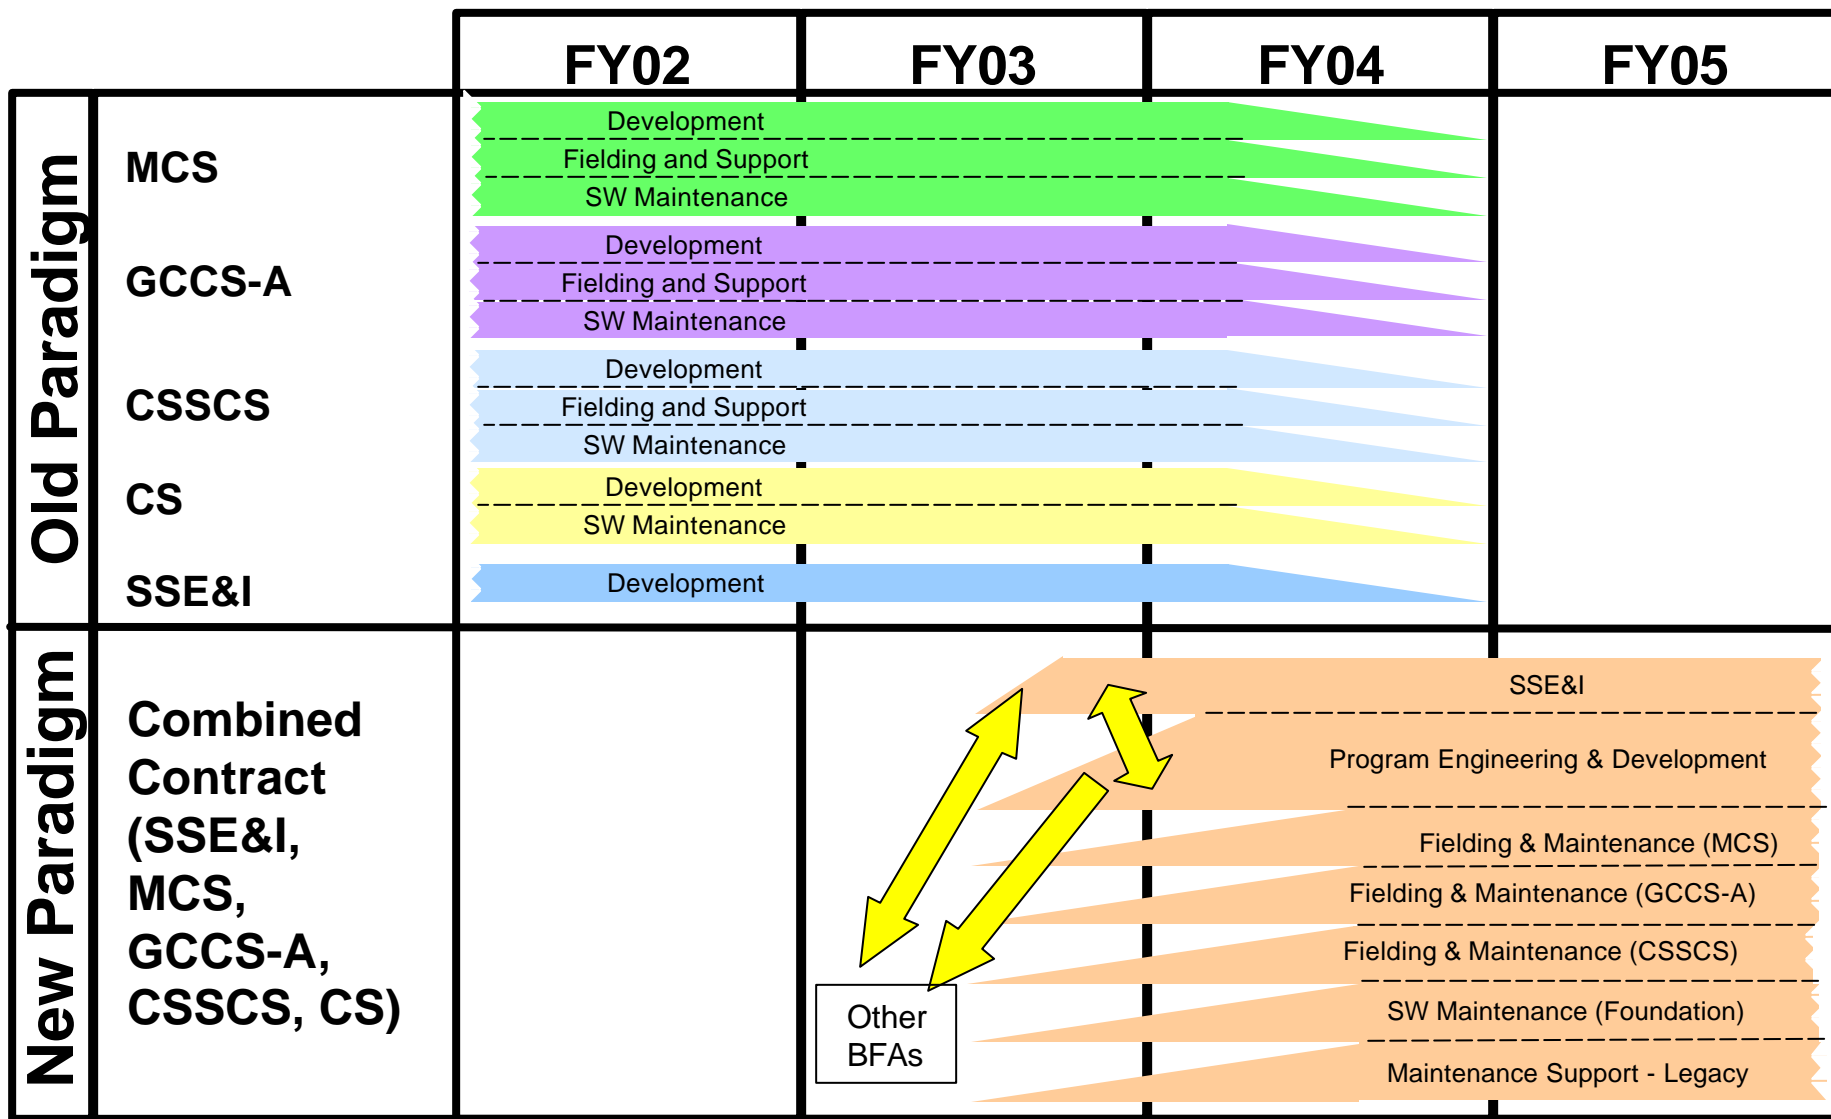 FY02 FY03 FY04 FY05
Old Paradigm
MCS
Development
Fielding and Support
SW Maintenance
GCCS-A
Development
Fielding and Support
SW Maintenance
CSSCS
Development
Fielding and Support
SW Maintenance
CS
Development
SW Maintenance
SSE&I
Development
New Paradigm
Combined
Contract
(SSE&I,
MCS,
GCCS-A,
CSSCS, CS)
SSE&I
Program Engineering & Development
Fielding & Maintenance (MCS)
Fielding & Maintenance (GCCS-A)
Fielding & Maintenance (CSSCS)
SW Maintenance (Foundation)
Maintenance Support - Legacy
Other
BFAs